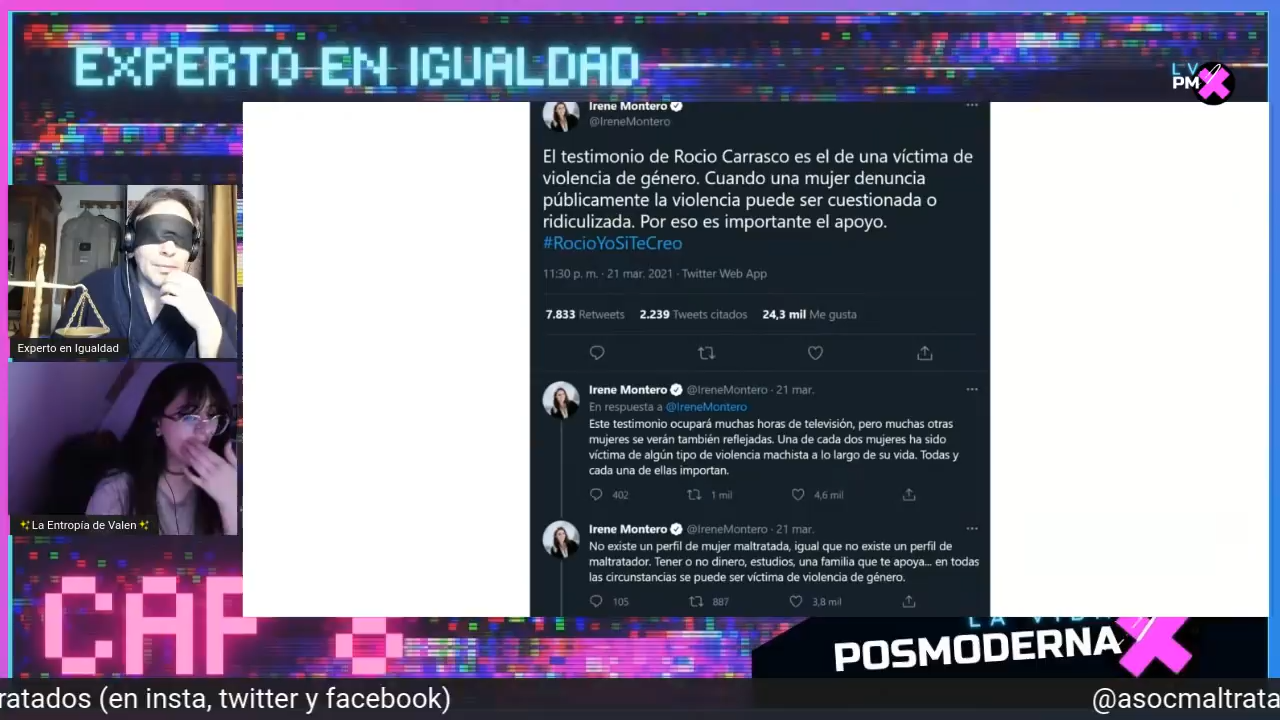 EXPERTO EN IGUALDAD
LV
PM
Irene Montero
@IreneMontero
El testimonio de Rocio Carrasco es el de una víctima de
violencia de género. Cuando una mujer denuncia
públicamente la violencia puede ser cuestionada o
ridiculizada. Por eso es importante el apoyo.
#RocioYoSiTeCreo
11:30 p. m. · 21 mar. 2021 · Twitter Web App
7.833 Retweets 2.239 Tweets citados 24,3 mil Me gusta
Irene Montero @IreneMontero · 21 mar.
En respuesta a @IreneMontero
Este testimonio ocupará muchas horas de televisión, pero muchas otras
mujeres se verán también reflejadas. Una de cada dos mujeres ha sido
víctima de algún tipo de violencia machista a lo largo de su vida. Todas y
cada una de ellas importan.
402 1 mil 4,6 mil
Irene Montero @IreneMontero · 21 mar.
No existe un perfil de mujer maltratada, igual que no existe un perfil de
maltratador. Tener o no dinero, estudios, una familia que te apoya... en todas
las circunstancias se puede ser víctima de violencia de género.
105 887 3,8 mil
Experto en Igualdad
✨La Entropía de Valen✨
CAP
LA VID
POSMODERNA
ratados (en insta, twitter y facebook)
@asocmaltrata